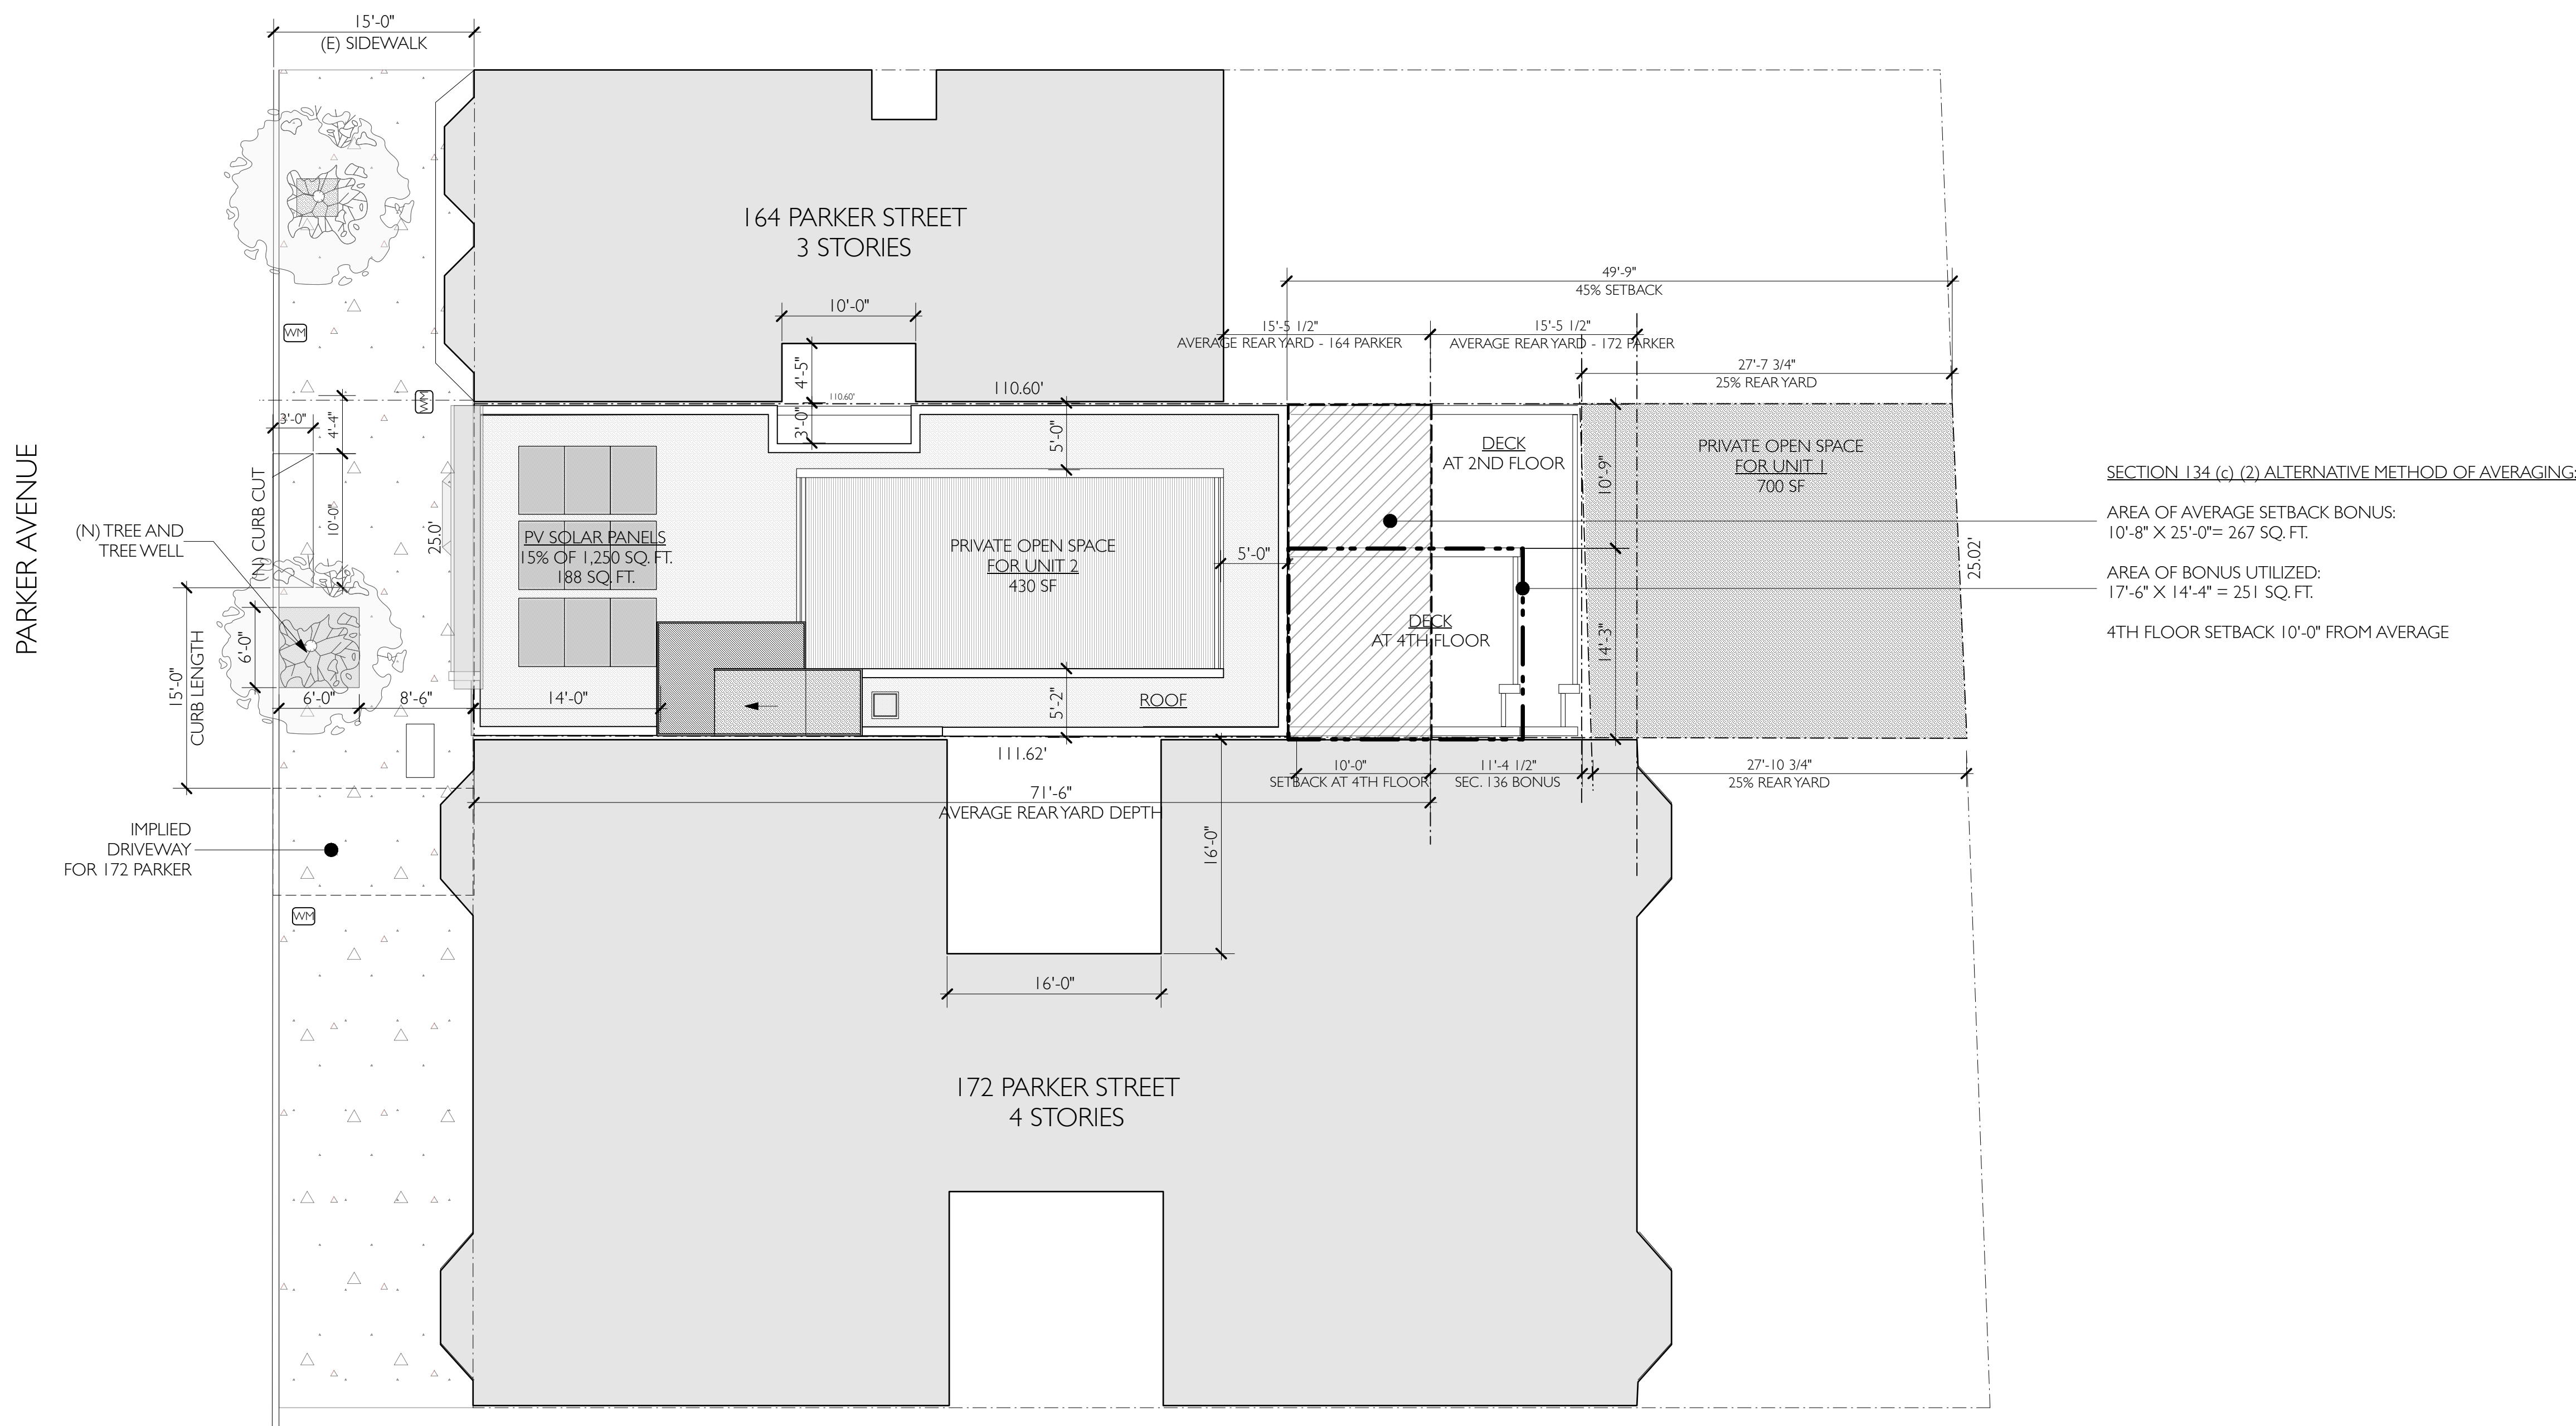 15'-0"
(E) SIDEWALK
164 PARKER STREET
3 STORIES
10'-0"
4'-5"
3'-0"
110.60'
110.60'
49'-9"
45% SETBACK
15'-5 1/2"
AVERAGE REAR YARD - 164 PARKER
15'-5 1/2"
AVERAGE REAR YARD - 172 PARKER
27'-7 3/4"
25% REAR YARD
WM
WM
3'-0"
4'-4"
10'-0"
(N) CURB CUT
25.0'
PARKER AVENUE
(N) TREE AND
TREE WELL
15'-0"
CURB LENGTH
6'-0"
6'-0"
8'-6"
14'-0"
PV SOLAR PANELS
15% OF 1,250 SQ. FT.
188 SQ. FT.
5'-0"
PRIVATE OPEN SPACE
FOR UNIT 2
430 SF
5'-0"
5'-2"
ROOF
DECK
AT 2ND FLOOR
10'-9"
DECK
AT 4TH FLOOR
14'-3"
PRIVATE OPEN SPACE
FOR UNIT 1
700 SF
25.02'
SECTION 134 (c) (2) ALTERNATIVE METHOD OF AVERAGING:
AREA OF AVERAGE SETBACK BONUS:
10'-8" X 25'-0"= 267 SQ. FT.
AREA OF BONUS UTILIZED:
17'-6" X 14'-4" = 251 SQ. FT.
4TH FLOOR SETBACK 10'-0" FROM AVERAGE
111.62'
10'-0"
SETBACK AT 4TH FLOOR
11'-4 1/2"
SEC. 136 BONUS
27'-10 3/4"
25% REAR YARD
71'-6"
AVERAGE REAR YARD DEPTH
16'-0"
16'-0"
IMPLIED
DRIVEWAY
FOR 172 PARKER
WM
172 PARKER STREET
4 STORIES